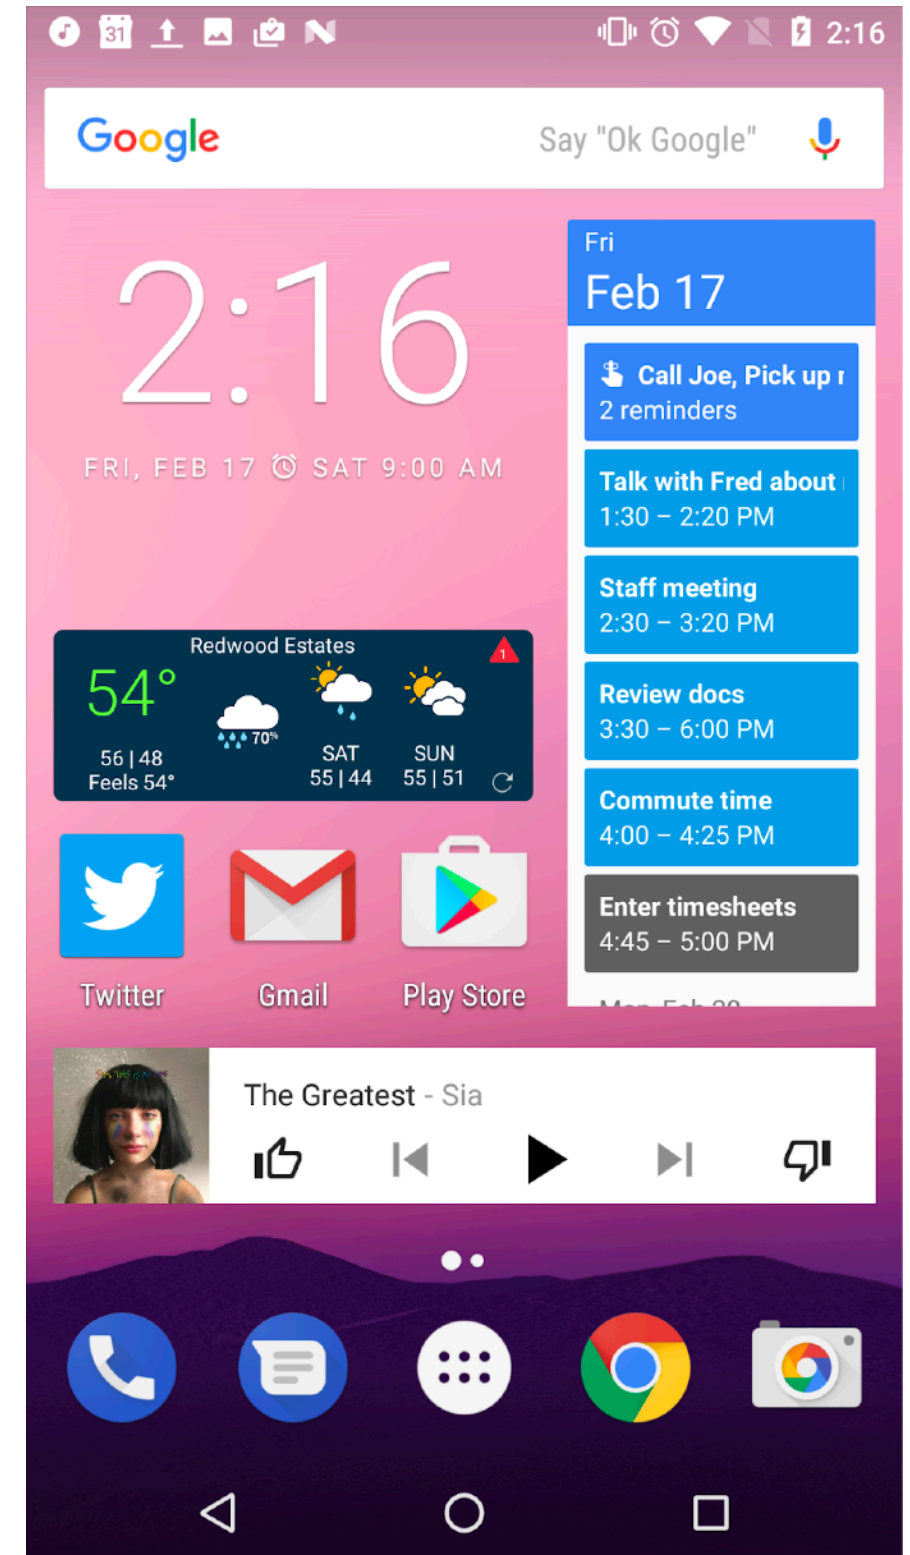 31
2:16
Google
Say "Ok Google"
2:16
FRI, FEB 17 SAT 9:00 AM
Fri
Feb 17
Call Joe, Pick up
2 reminders
Talk with Fred about
1:30 – 2:20 PM
Staff meeting
2:30 – 3:20 PM
Review docs
3:30 – 6:00 PM
Commute time
4:00 – 4:25 PM
Enter timesheets
4:45 – 5:00 PM
Redwood Estates
1
54°
70%
56 | 48
Feels 54°
SAT
55 | 44
SUN
55 | 51
Twitter
Gmail
Play Store
The Greatest - Sia